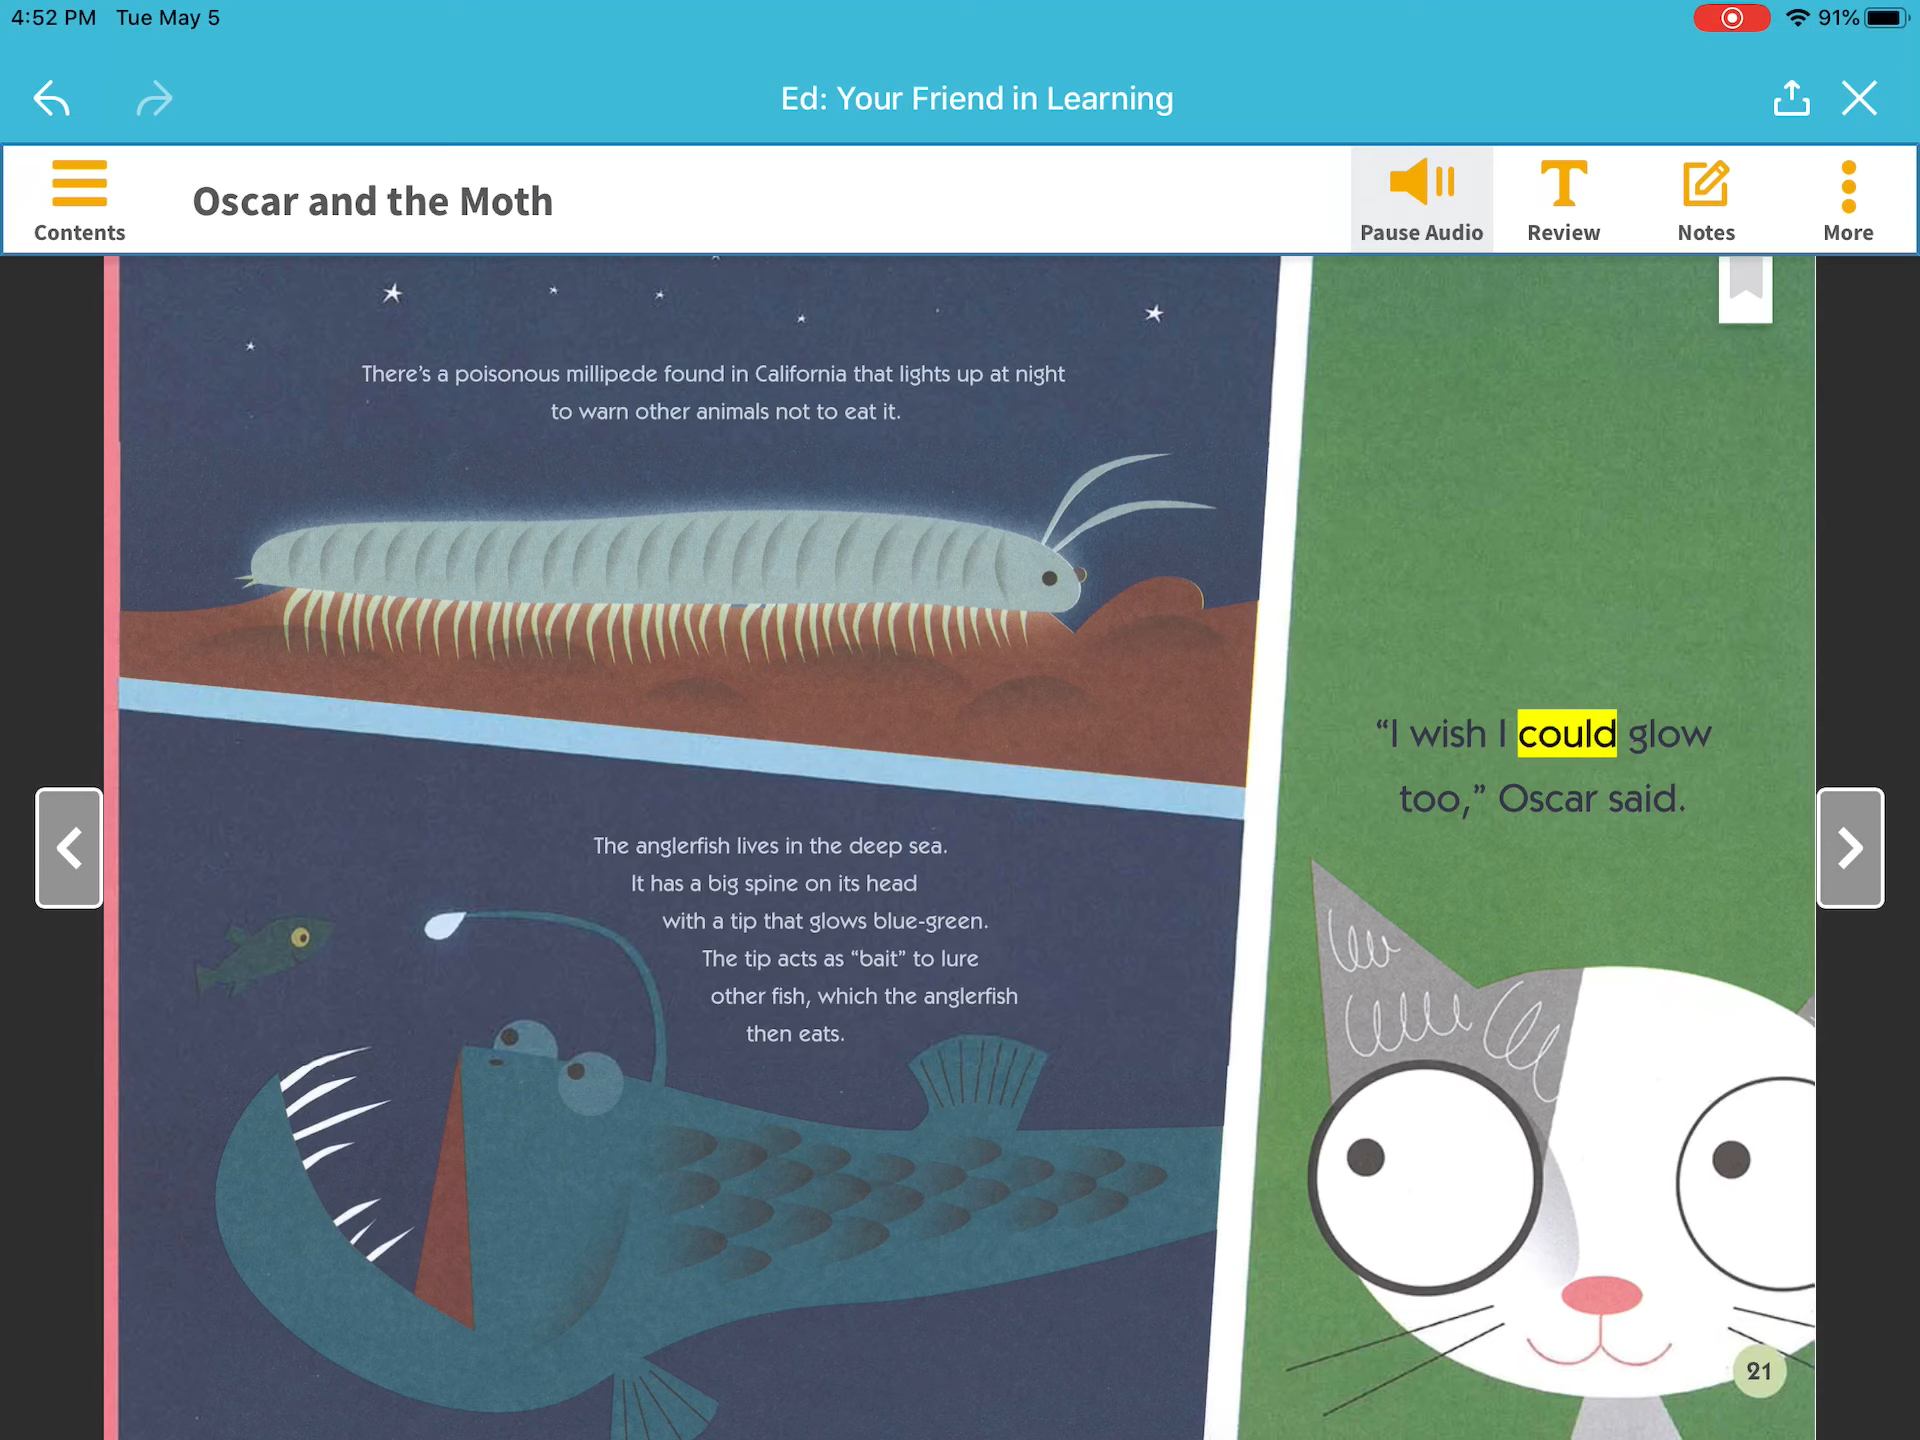 4:52 PM Tue May 5
91%
Ed: Your Friend in Learning
Contents
Oscar and the Moth
Pause Audio
Review
Notes
More
There's a poisonous millipede found in California that lights up at night
to warn other animals not to eat it.
The anglerfish lives in the deep sea.
It has a big spine on its head
with a tip that glows blue-green.
The tip acts as “bait” to lure
other fish, which the anglerfish
then eats.
“I wish I could glow
too,” Oscar said.
21